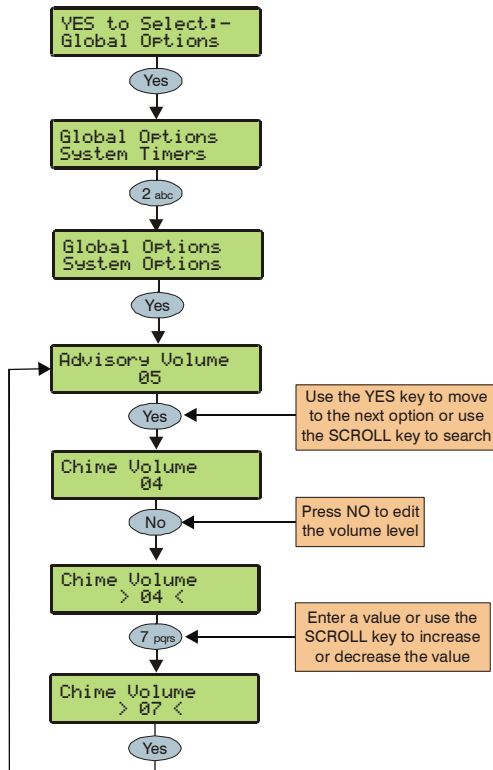 YES to Select:-
Global Options
Yes
Global Options
System Timers
2 abc
Global Options
System Options
Yes
Advisory Volume
05
Yes
Use the YES key to move
to the next option or use
the SCROLL key to search
Chime Volume
04
No
Press NO to edit
the volume level
Chime Volume
> 04 <
7 pqrs
Enter a value or use the
SCROLL key to increase
or decrease the value
Chime Volume
> 07 <
Yes